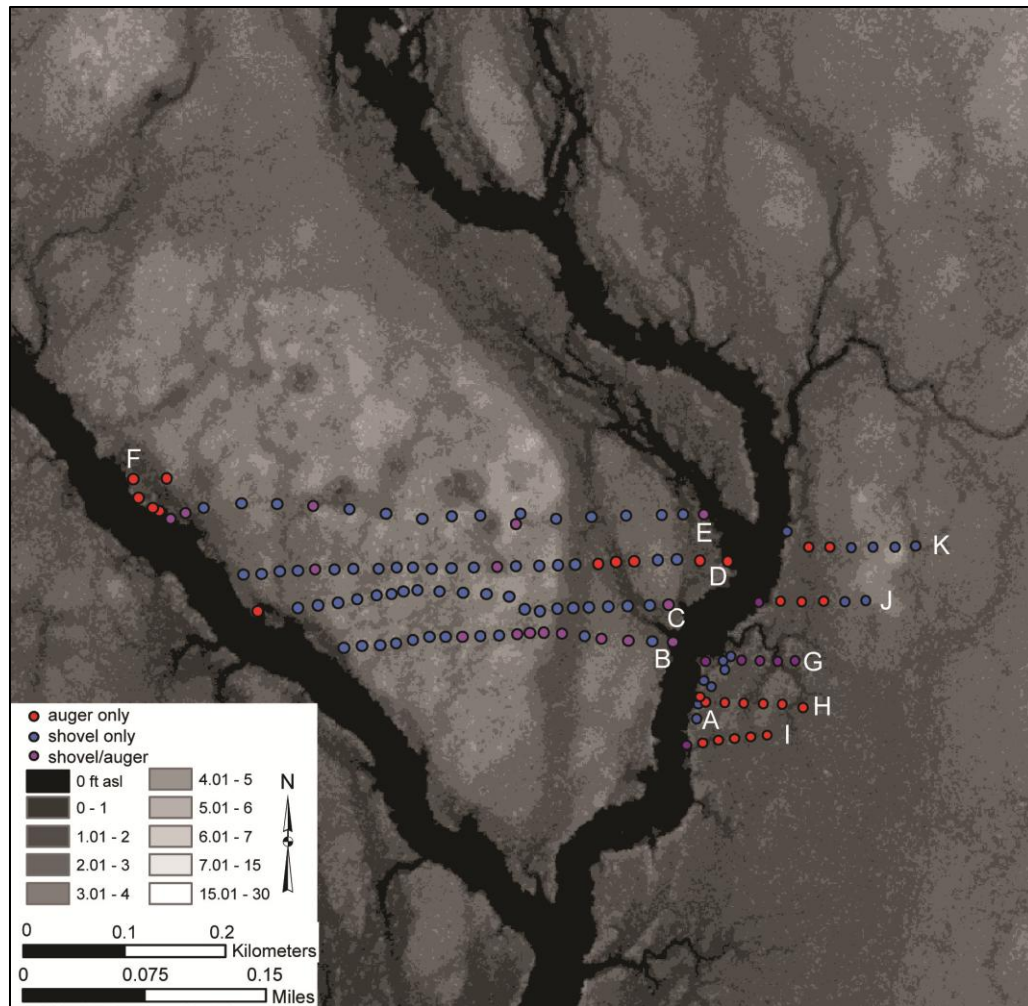 F
E
K
D
C
J
B
G
A
H
I
auger only
shovel only
shovel/auger
0 ft asl
4.01 - 5
N
0 - 1
5.01 - 6
1.01 - 2
6.01 - 7
2.01 - 3
7.01 - 15
3.01 - 4
15.01 - 30
0 0.1 0.2
Kilometers
0 0.075 0.15
Miles